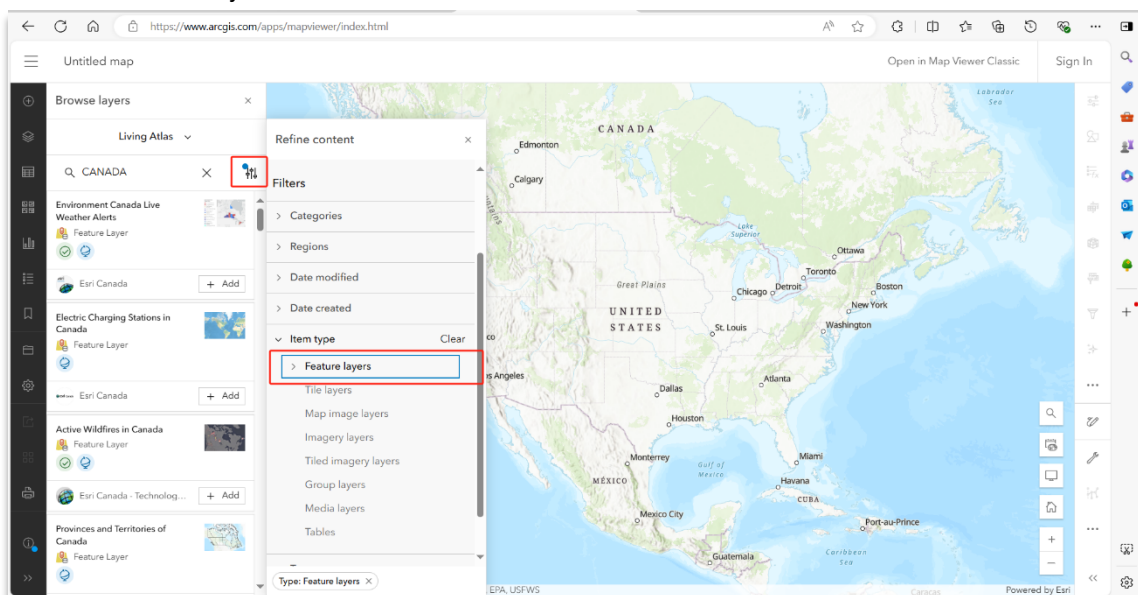 https://www.arcgis.com/apps/mapviewer/index.html
Untitled map
Open in Map Viewer Classic
Sign In
Browse layers
Living Atlas
CANADA
Environment Canada Live
Weather Alerts
Feature Layer
Esri Canada
+ Add
Electric Charging Stations in
Canada
Feature Layer
Esri Canada
+ Add
Active Wildfires in Canada
Feature Layer
Esri Canada - Technolog...
+ Add
Provinces and Territories of
Canada
Feature Layer
Refine content
Filters
Categories
Regions
Date modified
Date created
Item type
Clear
Feature layers
Tile layers
Map image layers
Imagery layers
Tiled imagery layers
Group layers
Media layers
Tables
Type: Feature layers
Labrador
Sea
CANADA
Edmonton
Calgary
Lake
Superior
Ottawa
Toronto
Great Plains
Chicago
Detroit
Boston
New York
UNITED
STATES
St. Louis
Washington
os Angeles
Atlanta
Dallas
Houston
Monterrey
Gulf of
Mexico
Miami
MÉXICO
Havana
CUBA
Mexico City
Port-au-Prince
Guatemala
Caribbean
Sea
Caracas
EPA, USFWS
Powered by Esri